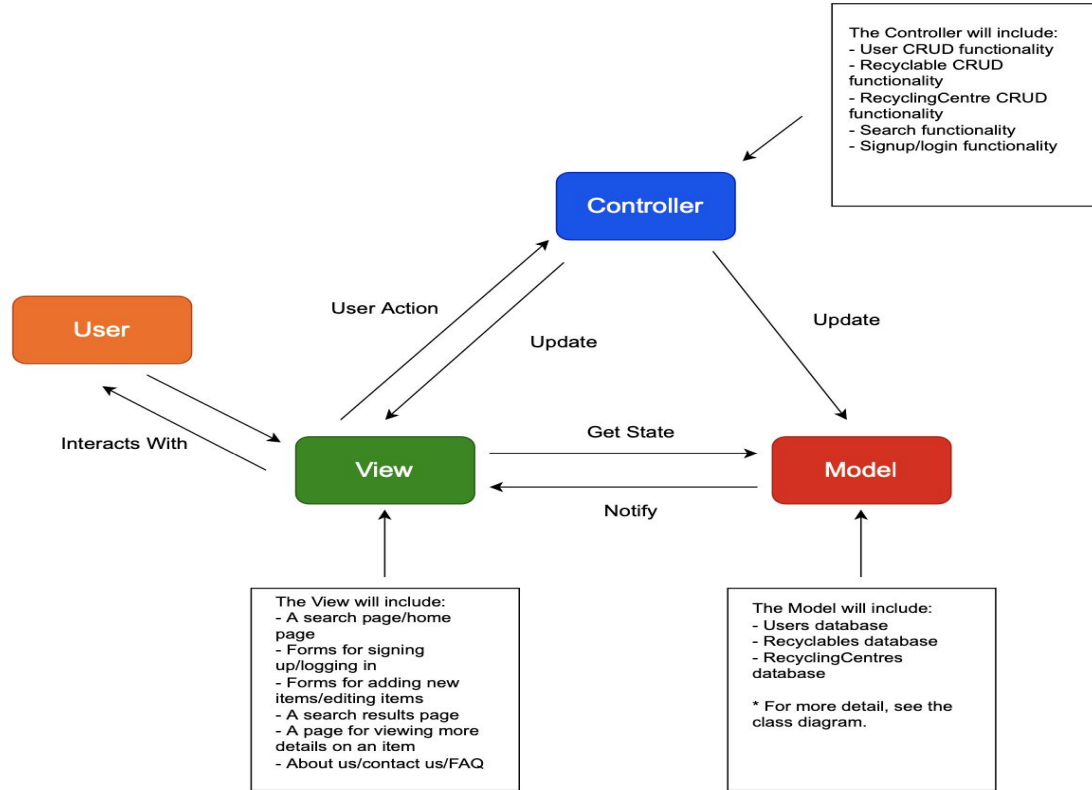 The Controller will include:
- User CRUD functionality
- Recyclable CRUD
functionality
- RecyclingCentre CRUD
functionality
- Search functionality
- Signup/login functionality
Controller
User Action
Update
Update
User
Interacts With
View
Get State
Notify
Model
The View will include:
- A search page/home
page
- Forms for signing
up/logging in
- Forms for adding new
items/editing items
- A search results page
- A page for viewing more
details on an item
- About us/contact us/FAQ
The Model will include:
- Users database
- Recyclables database
- RecyclingCentres
database
* For more detail, see the
class diagram.